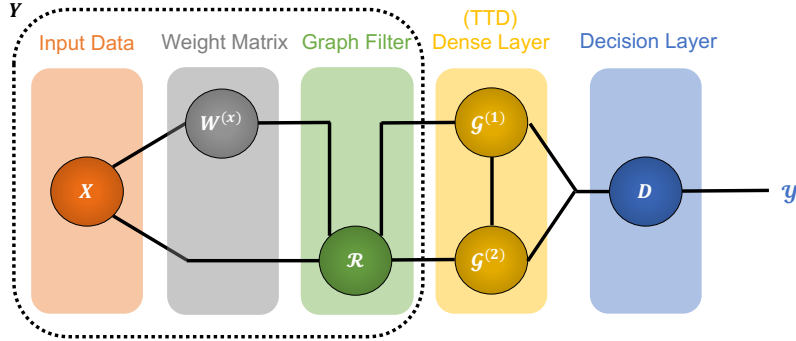 Y
Input Data
Weight Matrix
Graph Filter
(TTD)
Dense Layer
Decision Layer
X
W^{(x)}
ℛ
𝒢^{(1)}
𝒢^{(2)}
D
𝒴